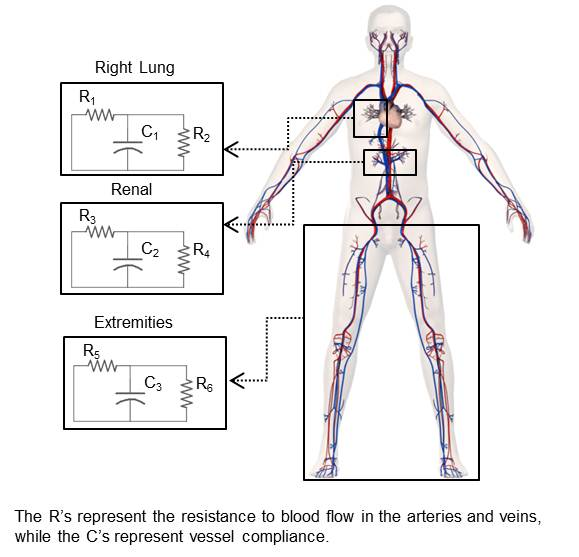 Right Lung
R1
C1
R2
Renal
R3
C2
R4
Extremities
R5
C3
R6
The R's represent the resistance to blood flow in the arteries and veins,
while the C's represent vessel compliance.